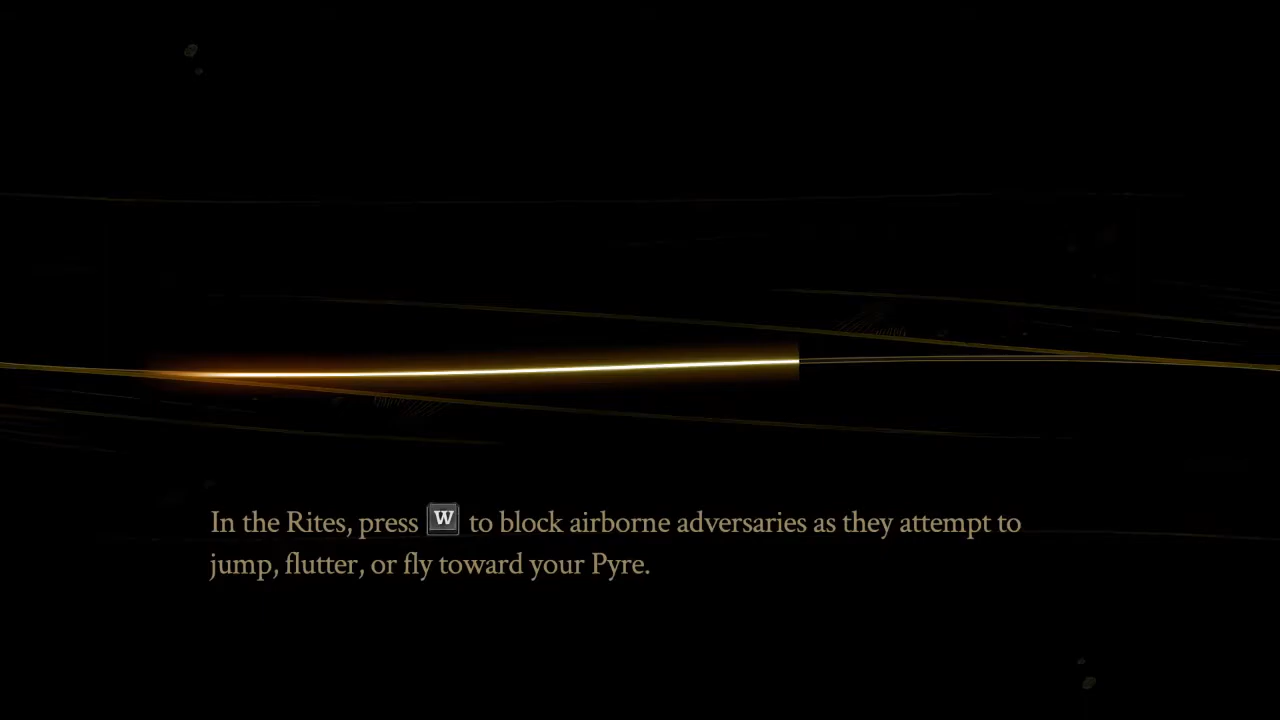 In the Rites, press W to block airborne adversaries as they attempt to
jump, flutter, or fly toward your Pyre.